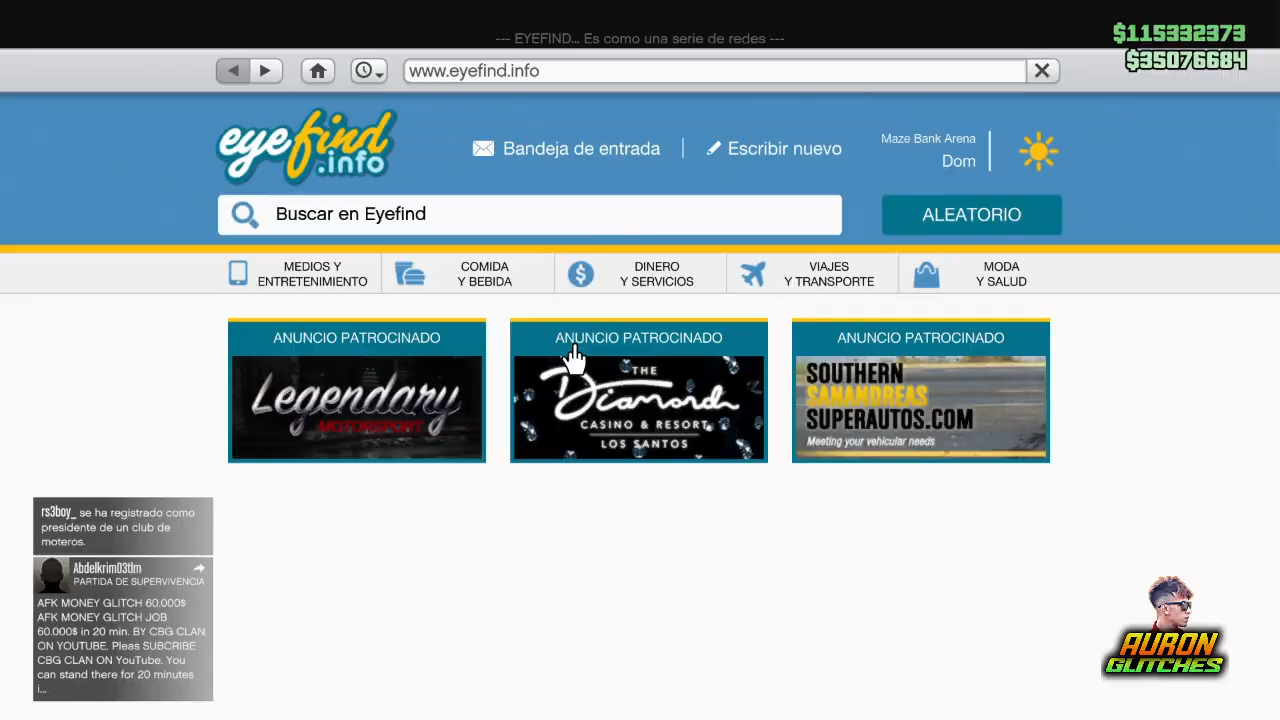 --- EYEFIND... Es como una serie de redes ---
$115332373
$35076684
www.eyefind.info
eyefind
.info
Bandeja de entrada
Escribir nuevo
Maze Bank Arena
Dom
Buscar en Eyefind
ALEATORIO
MEDIOS Y
ENTRETENIMIENTO
COMIDA
Y BEBIDA
DINERO
Y SERVICIOS
VIAJES
Y TRANSPORTE
MODA
Y SALUD
ANUNCIO PATROCINADO
Legendary
MOTORSPORT
ANUNCIO PATROCINADO
THE
Diamond
CASINO & RESORT
LOS SANTOS
ANUNCIO PATROCINADO
SOUTHERN
SANANDREAS
SUPERAUTOS.COM
Meeting your vehicular needs
rs3boy_ se ha registrado como
presidente de un club de
moteros.
Abdelkrim03tlm
PARTIDA DE SUPERVIVENCIA
AFK MONEY GLITCH 60.000$
AFK MONEY GLITCH JOB
60.000$ in 20 min. BY CBG CLAN
ON YOUTUBE. Pleas SUBCRIBE
CBG CLAN ON YouTube. You
can stand there for 20 minutes
i...
AURON
GLITCHES